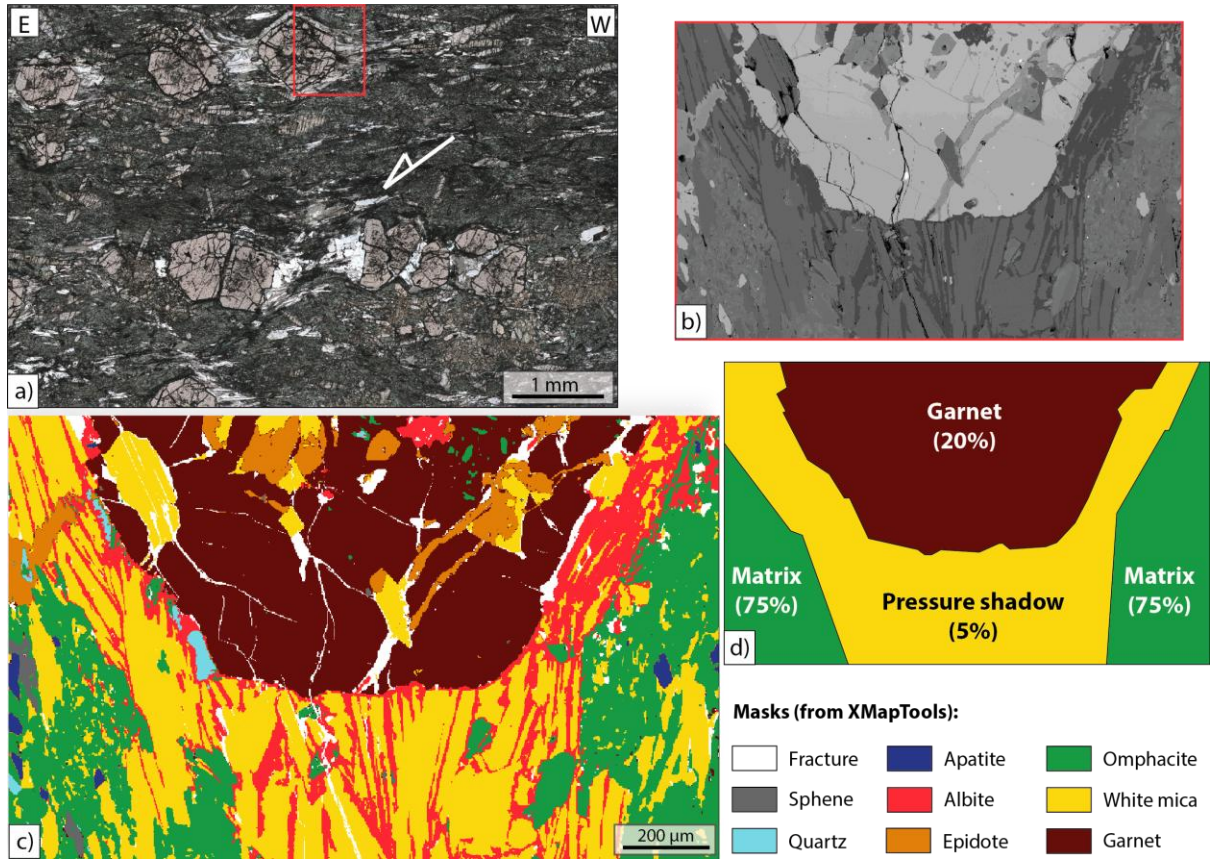 E
W
a)
1 mm
b)
c)
200 µm
Garnet
(20%)
Matrix
(75%)
Pressure shadow
(5%)
Matrix
(75%)
d)
Masks (from XMapTools):
Fracture
Apatite
Omphacite
Sphene
Albite
White mica
Quartz
Epidote
Garnet